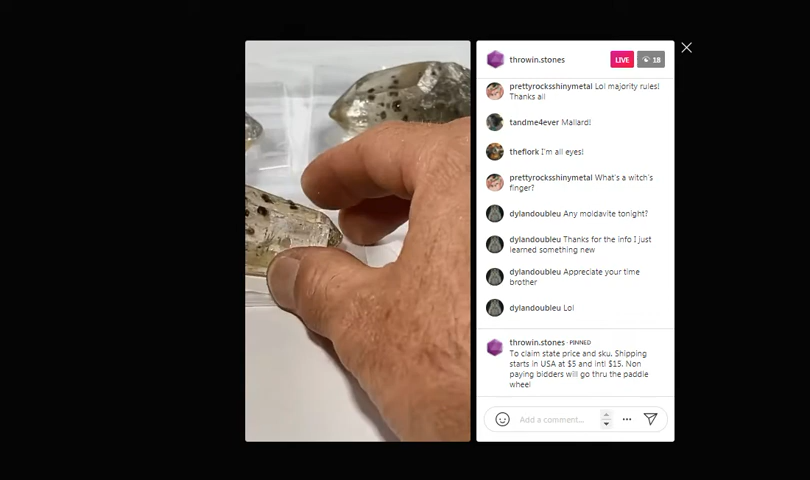 throwin.stones LIVE 18
prettyrocksshinymetal Lol majority rules!
Thanks all
tandme4ever Mallard!
theflork I'm all eyes!
prettyrocksshinymetal What's a witch's
finger?
dylandoubleu Any moldavite tonight?
dylandoubleu Thanks for the info I just
learned something new
dylandoubleu Appreciate your time
brother
dylandoubleu Lol
throwin.stones · PINNED
To claim state price and sku. Shipping
starts in USA at $5 and intl $15. Non
paying bidders will go thru the paddle
wheel
Add a comment...